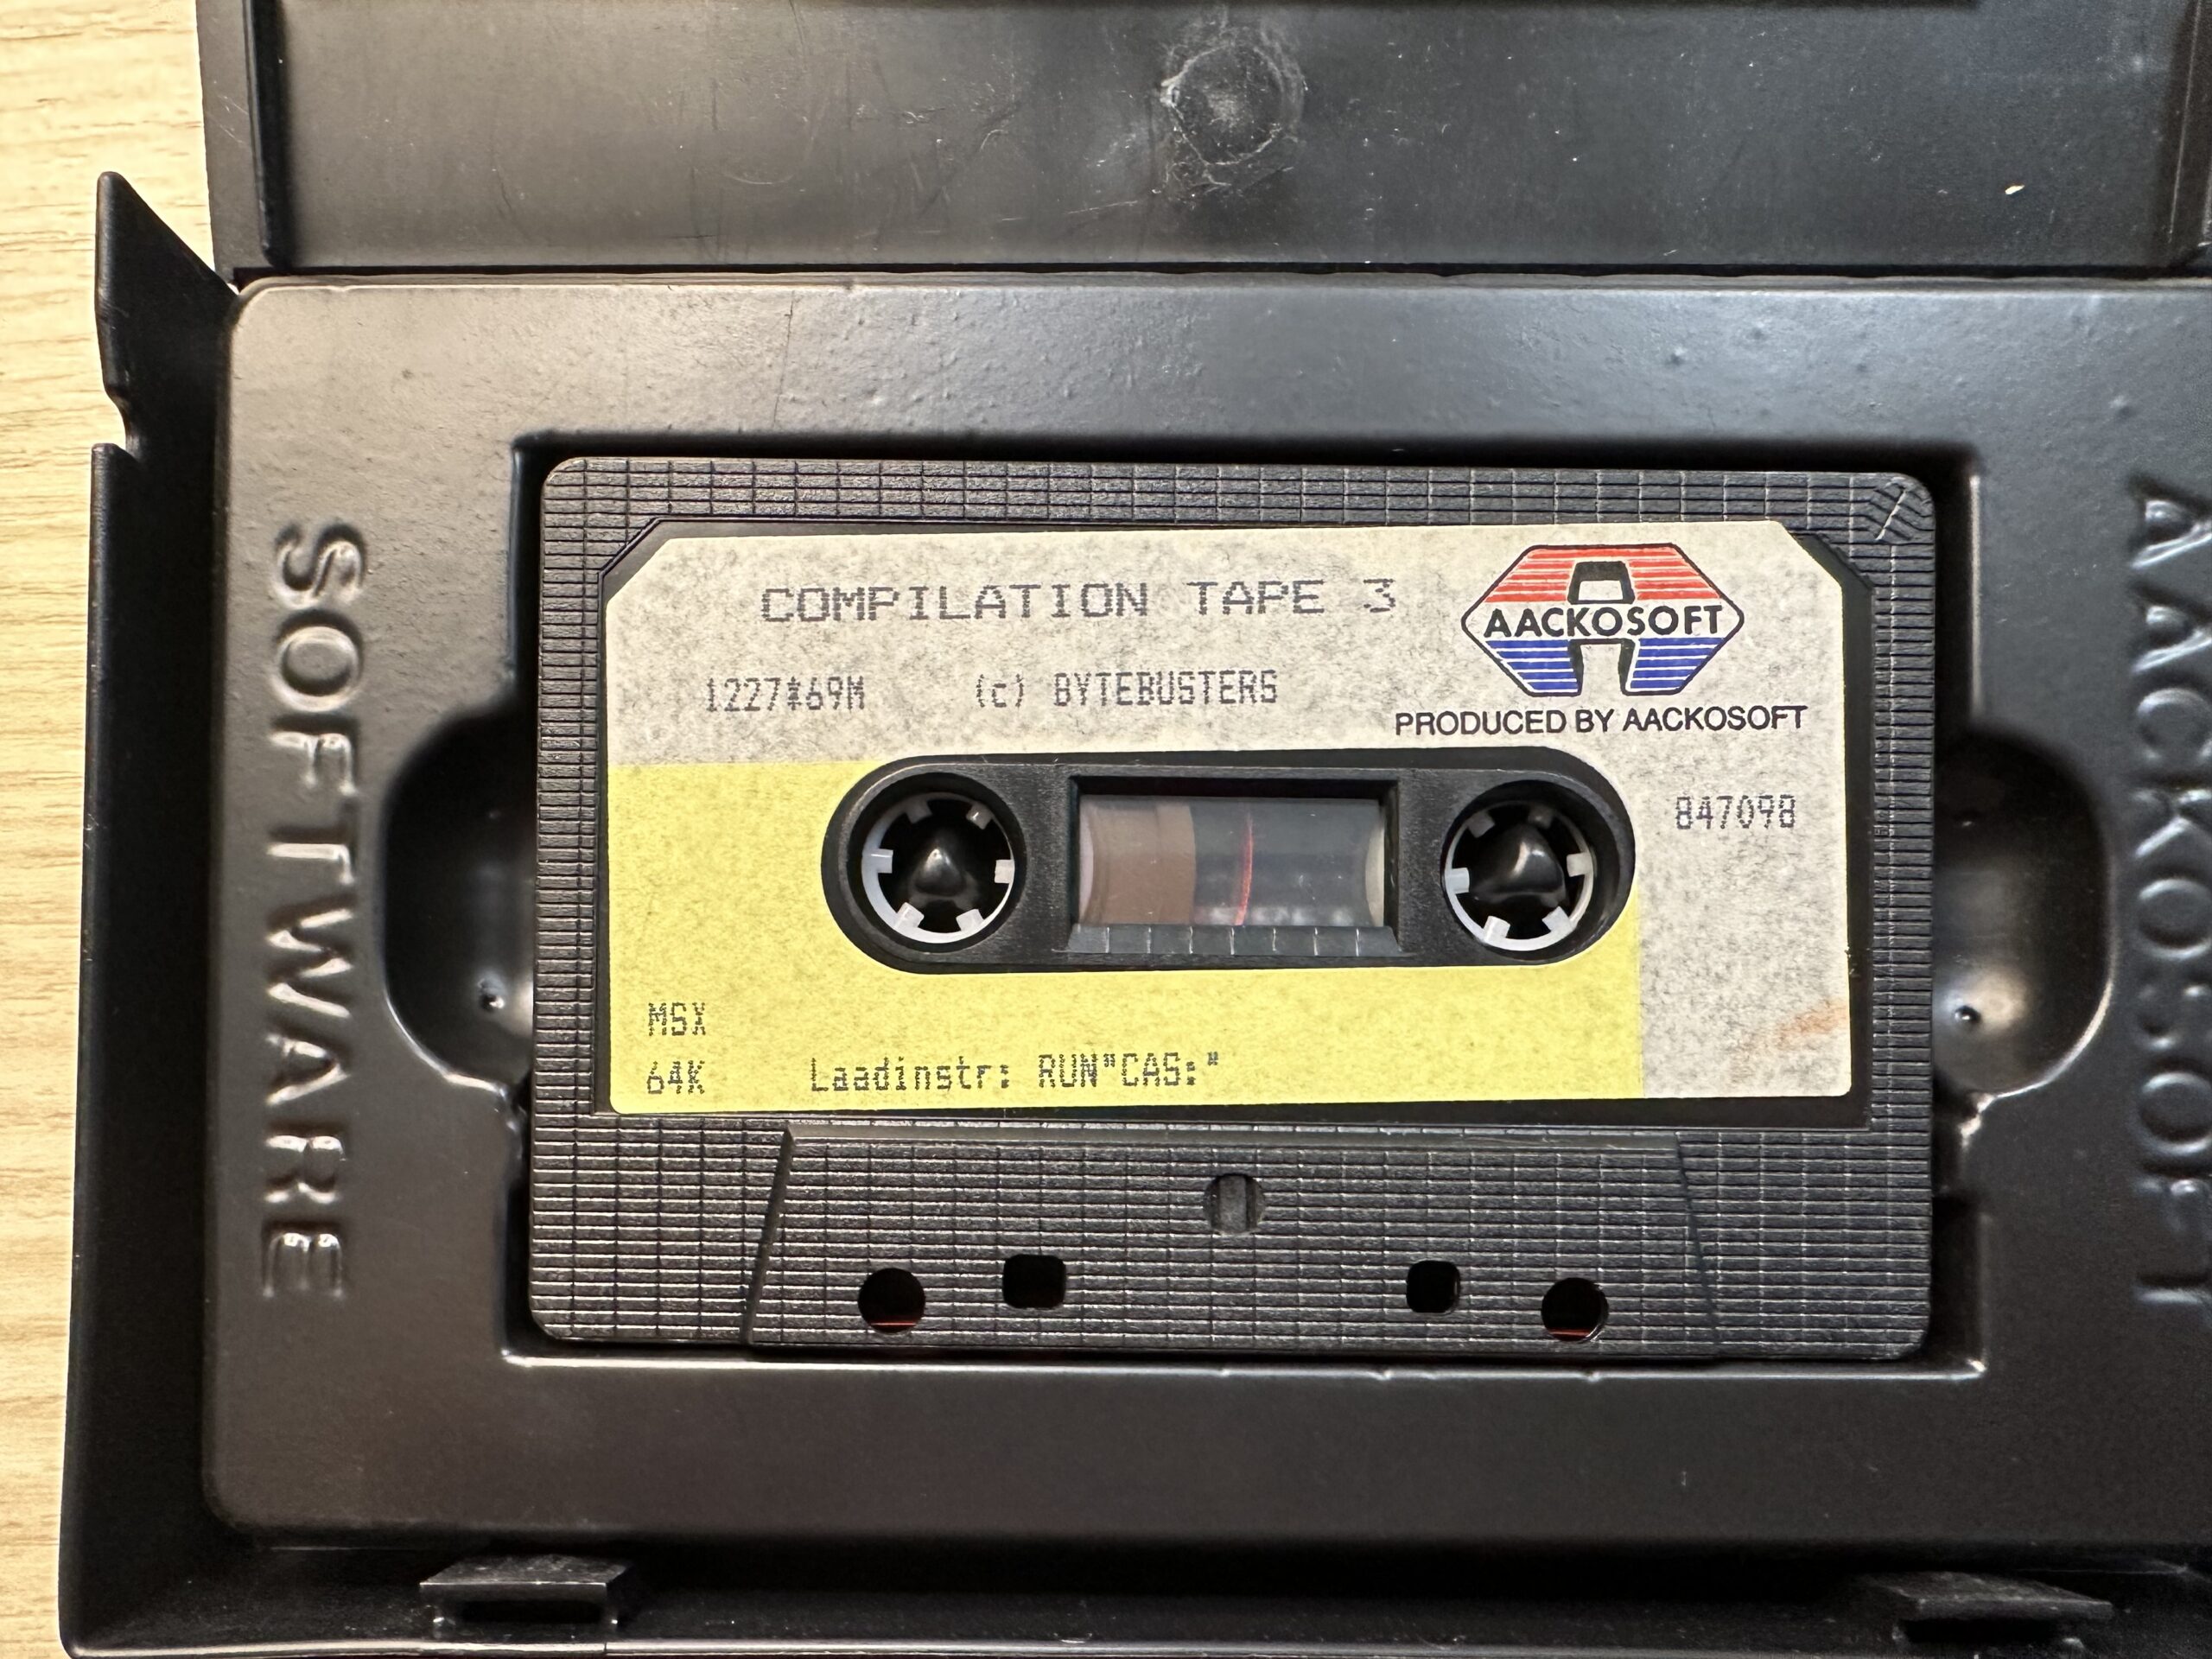 SOFTWARE
COMPILATION TAPE 3
AACKOSOFT
1227*69M (c) BYTEBUSTERS
PRODUCED BY AACKOSOFT
847098
MSX
64K Laadinstr: RUN"CAS:"
AACKOSOFT